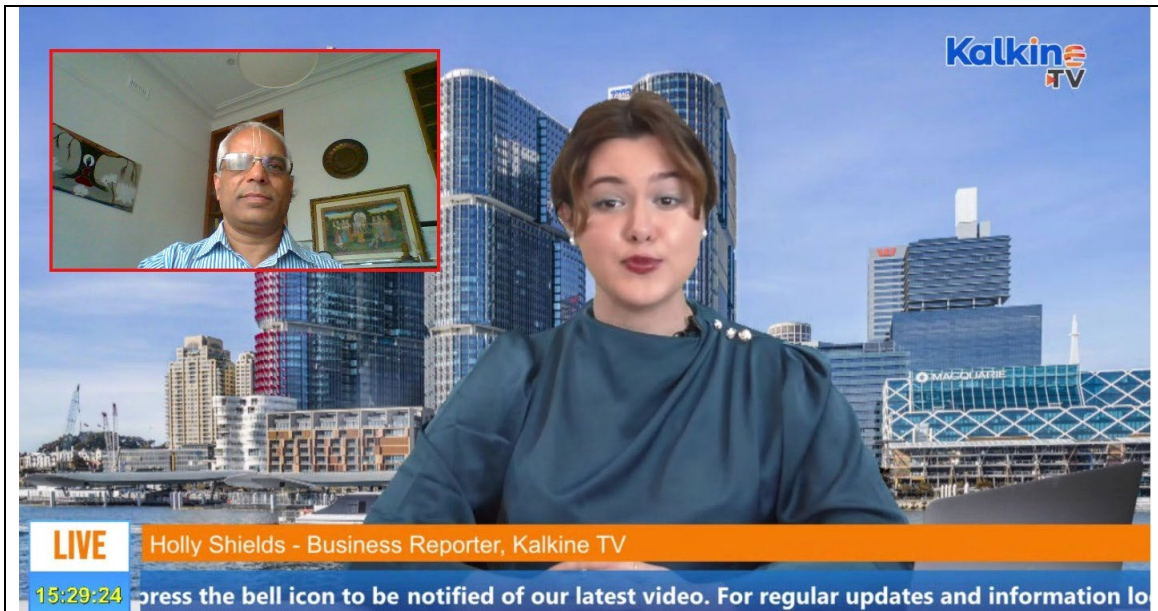 Kalkine
TV
MACQUARIE
LIVE
Holly Shields - Business Reporter, Kalkine TV
15:29:24
press the bell icon to be notified of our latest video. For regular updates and information lo